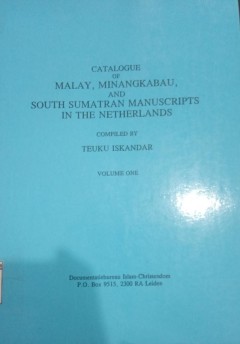 CATALOGUE
OF
MALAY, MINANGKABAU,
AND
SOUTH SUMATRAN MANUSCRIPTS
IN THE NETHERLANDS
COMPILED BY
TEUKU ISKANDAR
VOLUME ONE
Documentatiebureau Islam-Christendom
P.O. Box 9515, 2300 RA Leiden